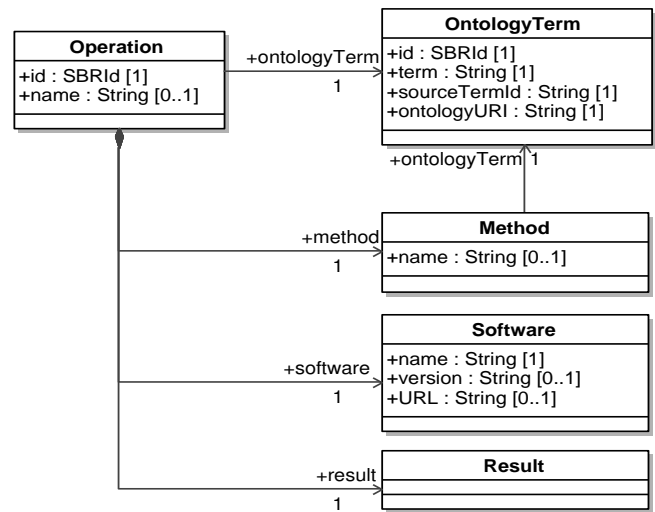 Operation
+id : SBRId [1]
+name : String [0..1]
+ontologyTerm
1
OntologyTerm
+id : SBRId [1]
+term : String [1]
+sourceTermId : String [1]
+ontologyURI : String [1]
+ontologyTerm 1
+method
1
Method
+name : String [0..1]
+software
1
Software
+name : String [1]
+version : String [0..1]
+URL : String [0..1]
+result
1
Result